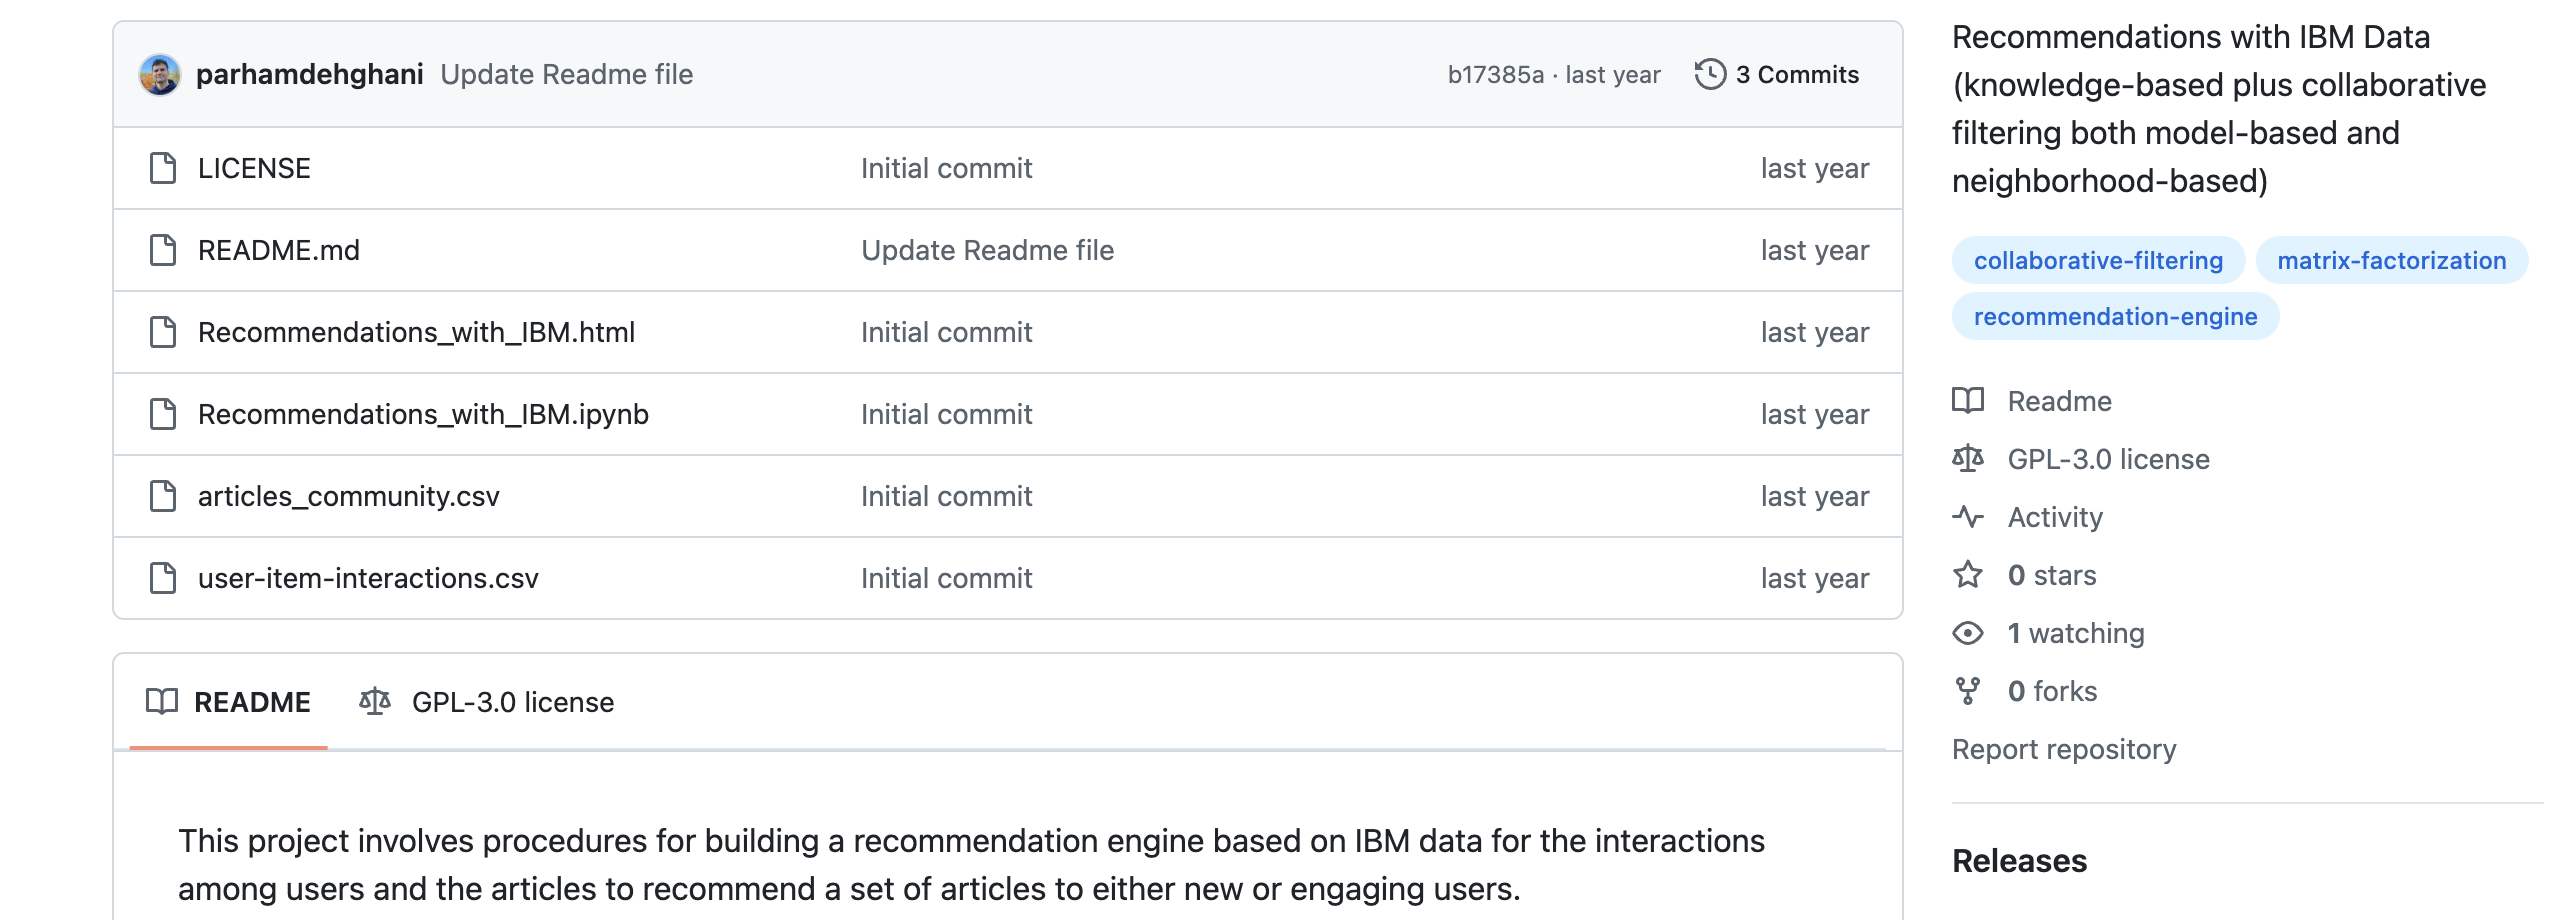 parhamdehghani Update Readme file b17385a · last year 3 Commits
LICENSE Initial commit last year
README.md Update Readme file last year
Recommendations_with_IBM.html Initial commit last year
Recommendations_with_IBM.ipynb Initial commit last year
articles_community.csv Initial commit last year
user-item-interactions.csv Initial commit last year
README GPL-3.0 license
This project involves procedures for building a recommendation engine based on IBM data for the interactions
among users and the articles to recommend a set of articles to either new or engaging users.
Recommendations with IBM Data
(knowledge-based plus collaborative
filtering both model-based and
neighborhood-based)
collaborative-filtering matrix-factorization
recommendation-engine
Readme
GPL-3.0 license
Activity
0 stars
1 watching
0 forks
Report repository
Releases